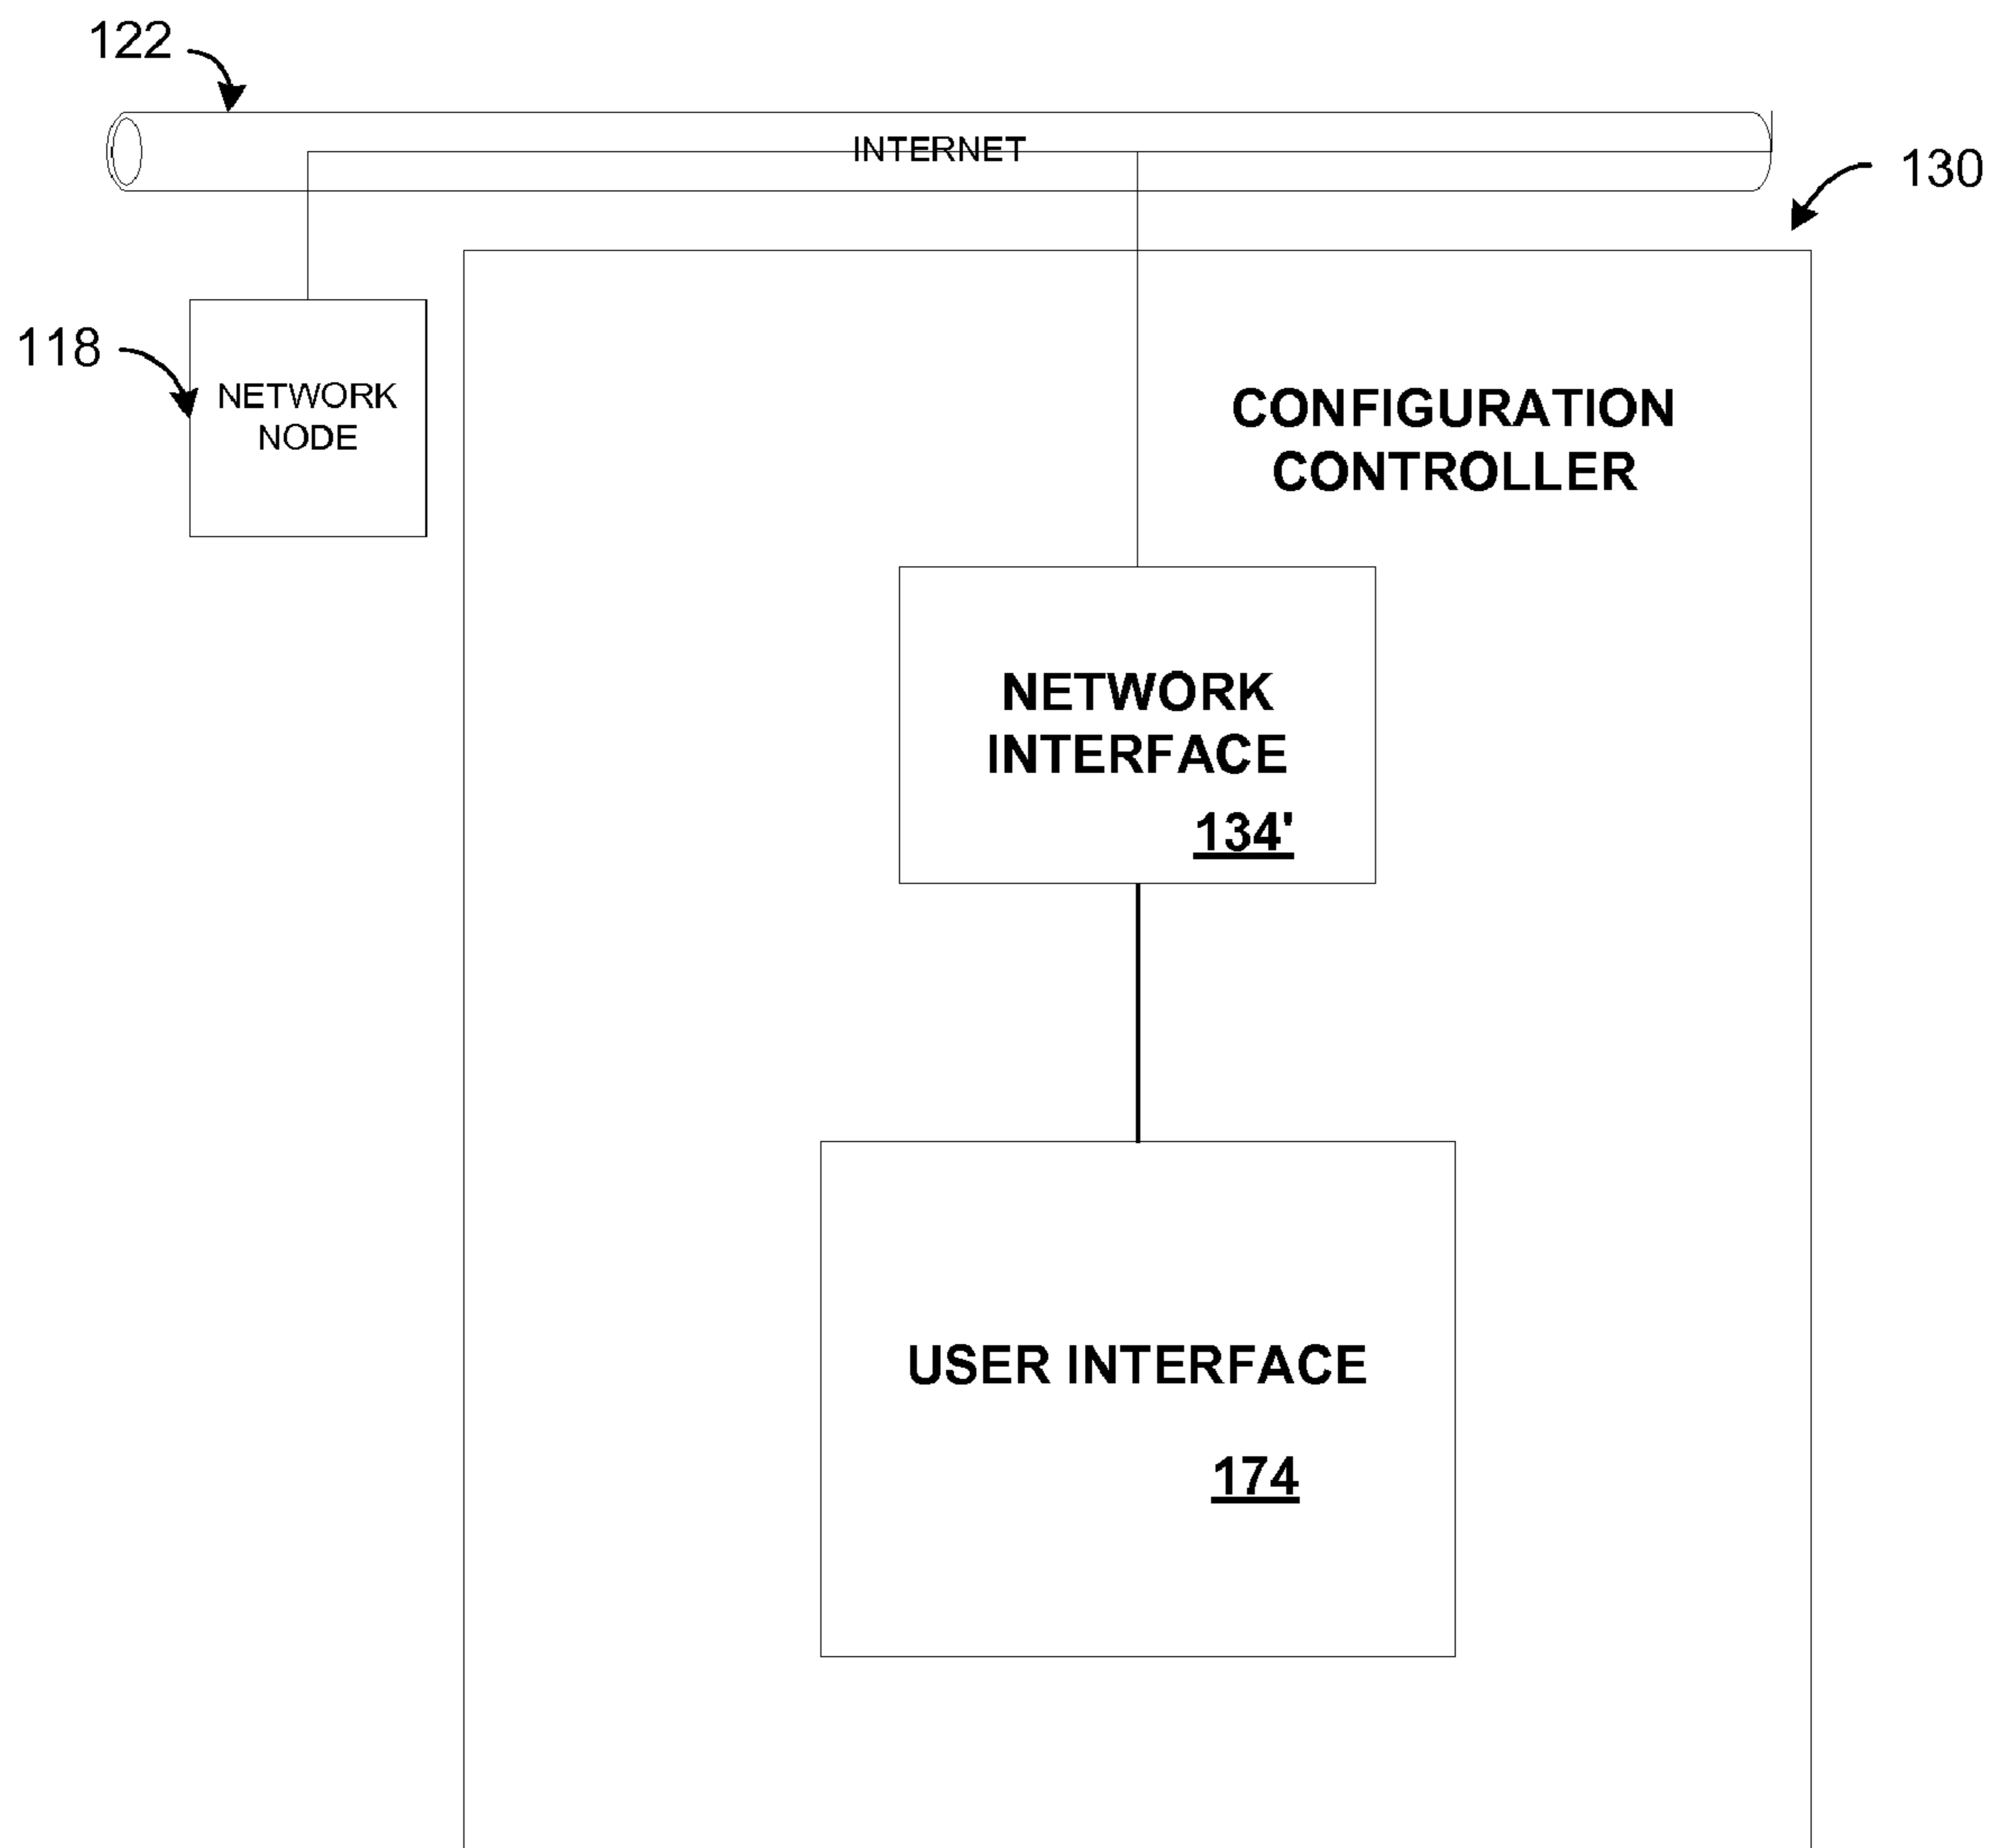 122
INTERNET
130
118
NETWORK
NODE
CONFIGURATION
CONTROLLER
NETWORK
INTERFACE
134'
USER INTERFACE
174